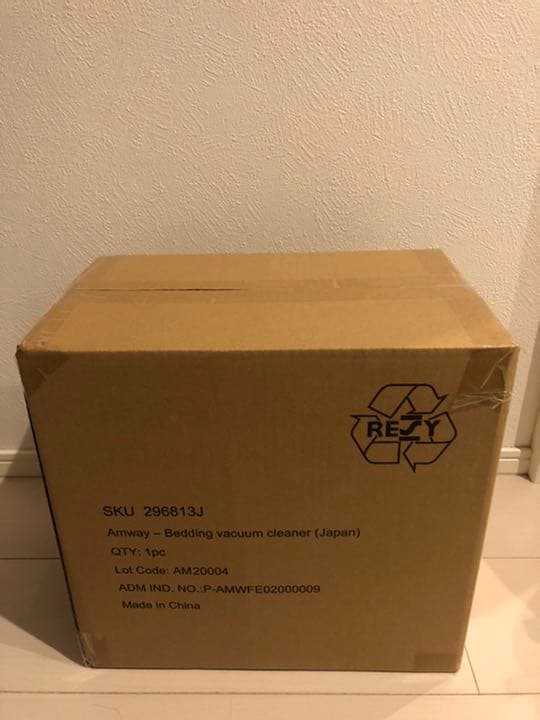 RESY
SKU 296813J
Amway – Bedding vacuum cleaner (Japan)
QTY: 1pc
Lot Code: AM20004
ADM IND. NO.:P-AMWFE02000009
Made in China